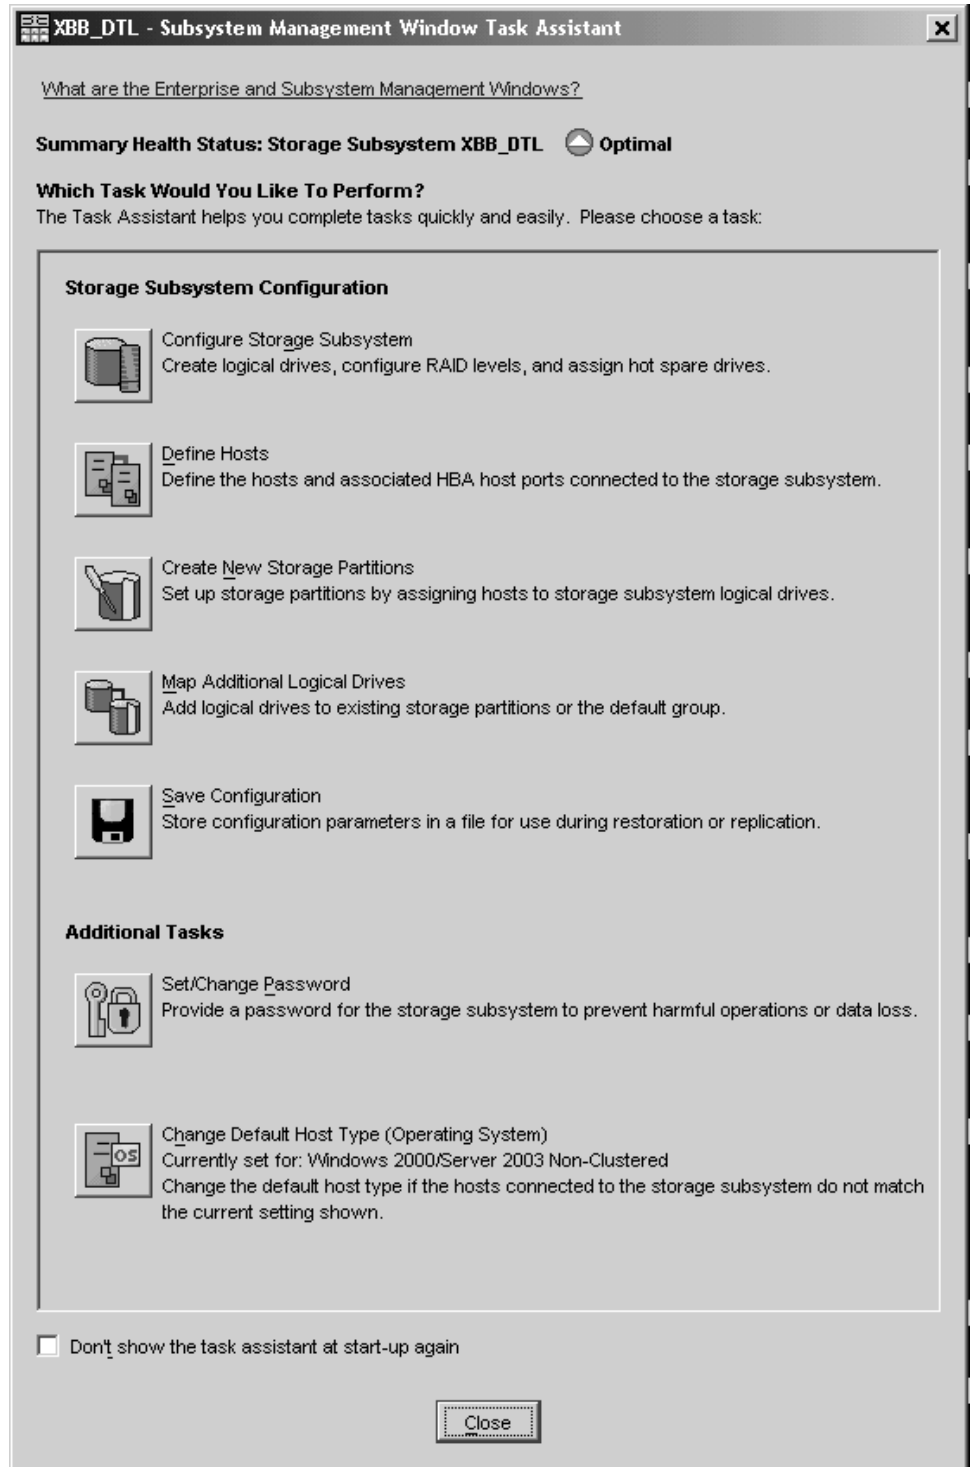 XBB_DTL - Subsystem Management Window Task Assistant
What are the Enterprise and Subsystem Management Windows?
Summary Health Status: Storage Subsystem XBB_DTL Optimal
Which Task Would You Like To Perform?
The Task Assistant helps you complete tasks quickly and easily. Please choose a task:
Storage Subsystem Configuration
Configure Storage Subsystem
Create logical drives, configure RAID levels, and assign hot spare drives.
Define Hosts
Define the hosts and associated HBA host ports connected to the storage subsystem.
Create New Storage Partitions
Set up storage partitions by assigning hosts to storage subsystem logical drives.
Map Additional Logical Drives
Add logical drives to existing storage partitions or the default group.
Save Configuration
Store configuration parameters in a file for use during restoration or replication.
Additional Tasks
Set/Change Password
Provide a password for the storage subsystem to prevent harmful operations or data loss.
OS
Change Default Host Type (Operating System)
Currently set for: Windows 2000/Server 2003 Non-Clustered
Change the default host type if the hosts connected to the storage subsystem do not match
the current setting shown.
Don't show the task assistant at start-up again
Close